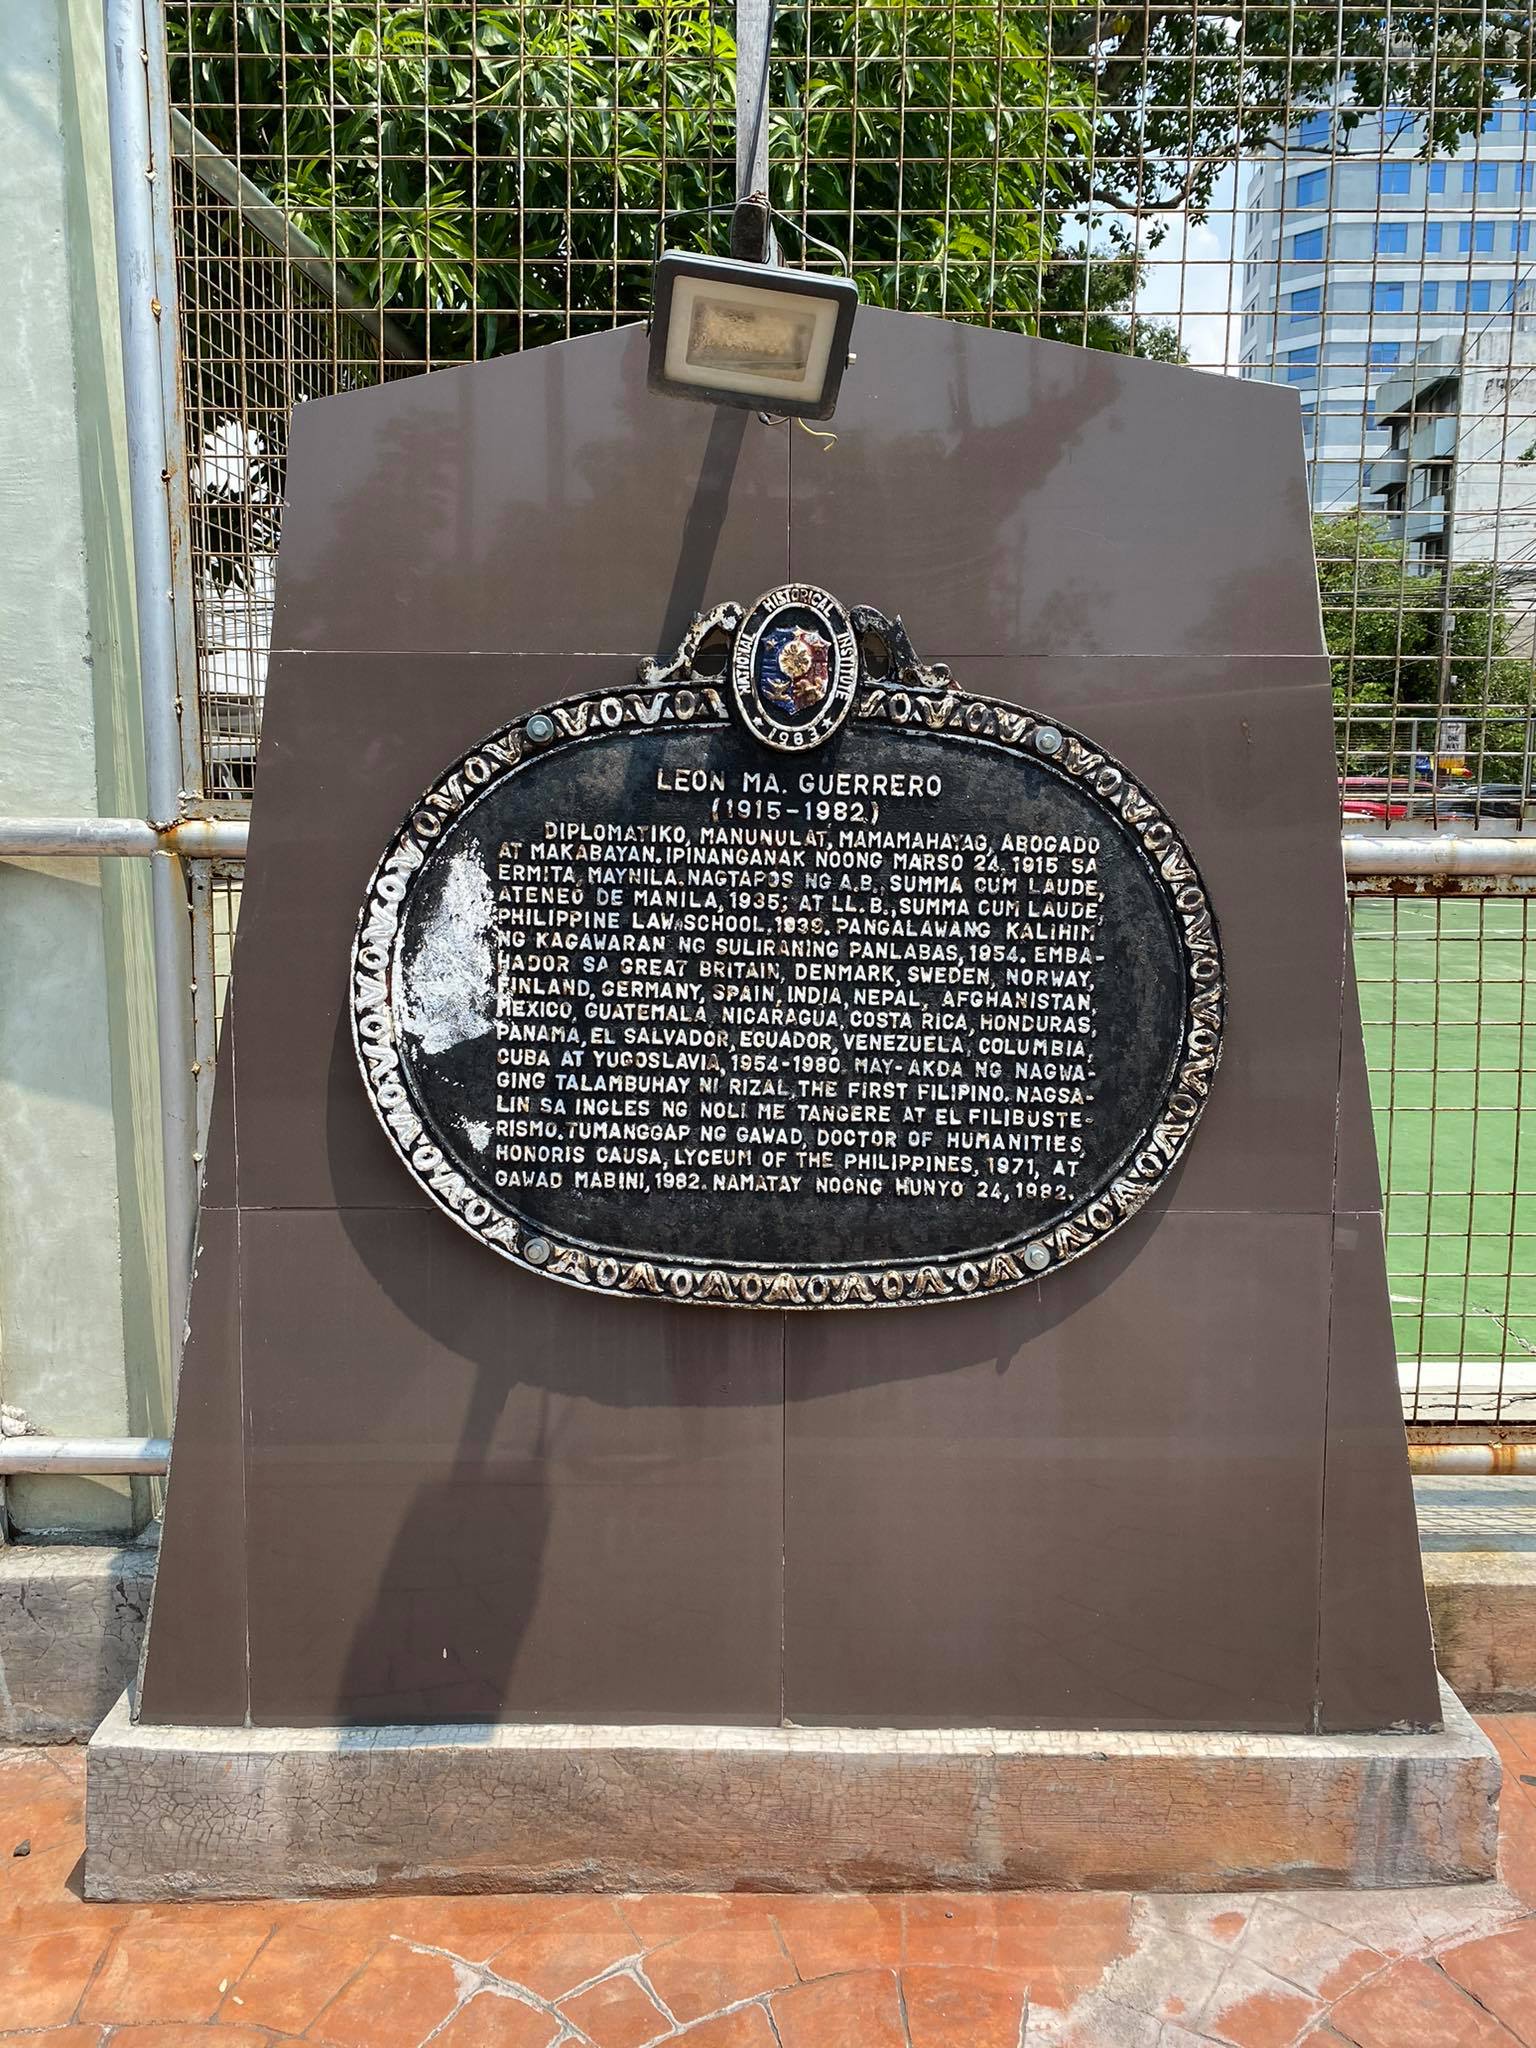 NATIONAL HISTORICAL INSTITUTE
1983
LEON MA. GUERRERO
(1915-1982)
DIPLOMATIKO, MANUNULAT, MAMAMAHAYAG, ABOGADO
AT MAKABAYAN. IPINANGANAK NOONG MARSO 24, 1915 SA
ERMITA, MAYNILA. NAGTAPOS NG A.B., SUMMA CUM LAUDE,
ATENEO DE MANILA, 1935; AT LL.B., SUMMA CUM LAUDE,
PHILIPPINE LAW SCHOOL, 1939. PANGALAWANG KALIHIM
NG KAGAWARAN NG SULIRANING PANLABAS, 1954. EMBA-
HADOR SA GREAT BRITAIN, DENMARK, SWEDEN, NORWAY,
FINLAND, GERMANY, SPAIN, INDIA, NEPAL, AFGHANISTAN,
MEXICO, GUATEMALA, NICARAGUA, COSTA RICA, HONDURAS,
PANAMA, EL SALVADOR, ECUADOR, VENEZUELA, COLUMBIA,
CUBA AT YUGOSLAVIA, 1954-1980. MAY-AKDA NG NAGWA-
GING TALAMBUHAY NI RIZAL, THE FIRST FILIPINO. NAGSA-
LIN SA INGLES NG NOLI ME TANGERE AT EL FILIBUSTE-
RISMO. TUMANGGAP NG GAWAD, DOCTOR OF HUMANITIES,
HONORIS CAUSA, LYCEUM OF THE PHILIPPINES, 1971, AT
GAWAD MABINI, 1982. NAMATAY NOONG HUNYO 24, 1982.